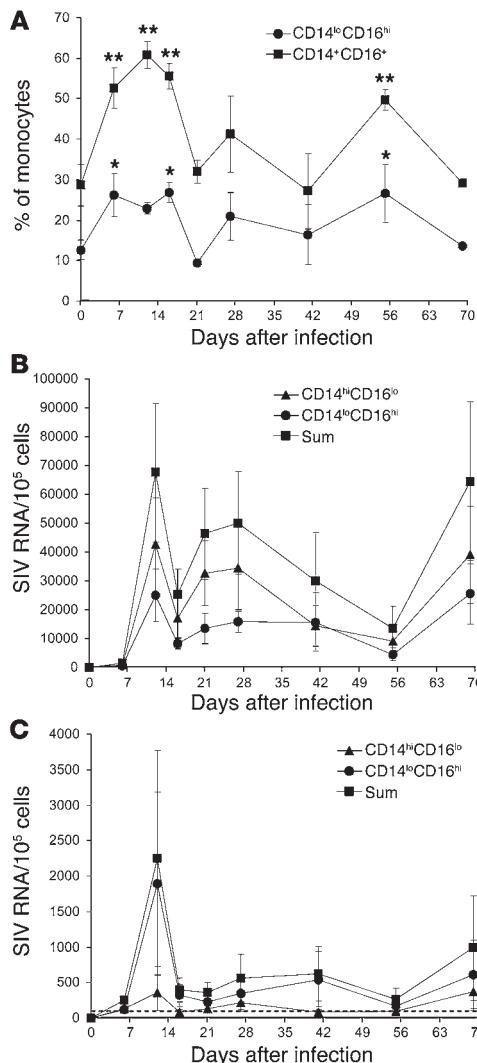 A
CD14ˡᵒCD16ʰⁱ
CD14⁺CD16⁺
% of monocytes
70
60
50
40
30
20
10
0
** ** ** **
* * *
0 7 14 21 28 35 42 49 56 63 70
Days after infection
B
CD14ʰⁱCD16ˡᵒ
CD14ˡᵒCD16ʰⁱ
Sum
SIV RNA/10⁵ cells
100000
90000
80000
70000
60000
50000
40000
30000
20000
10000
0
0 7 14 21 28 35 42 49 56 63 70
Days after infection
C
CD14ʰⁱCD16ˡᵒ
CD14ˡᵒCD16ʰⁱ
Sum
SIV RNA/10⁵ cells
4000
3500
3000
2500
2000
1500
1000
500
0
0 7 14 21 28 35 42 49 56 63 70
Days after infection